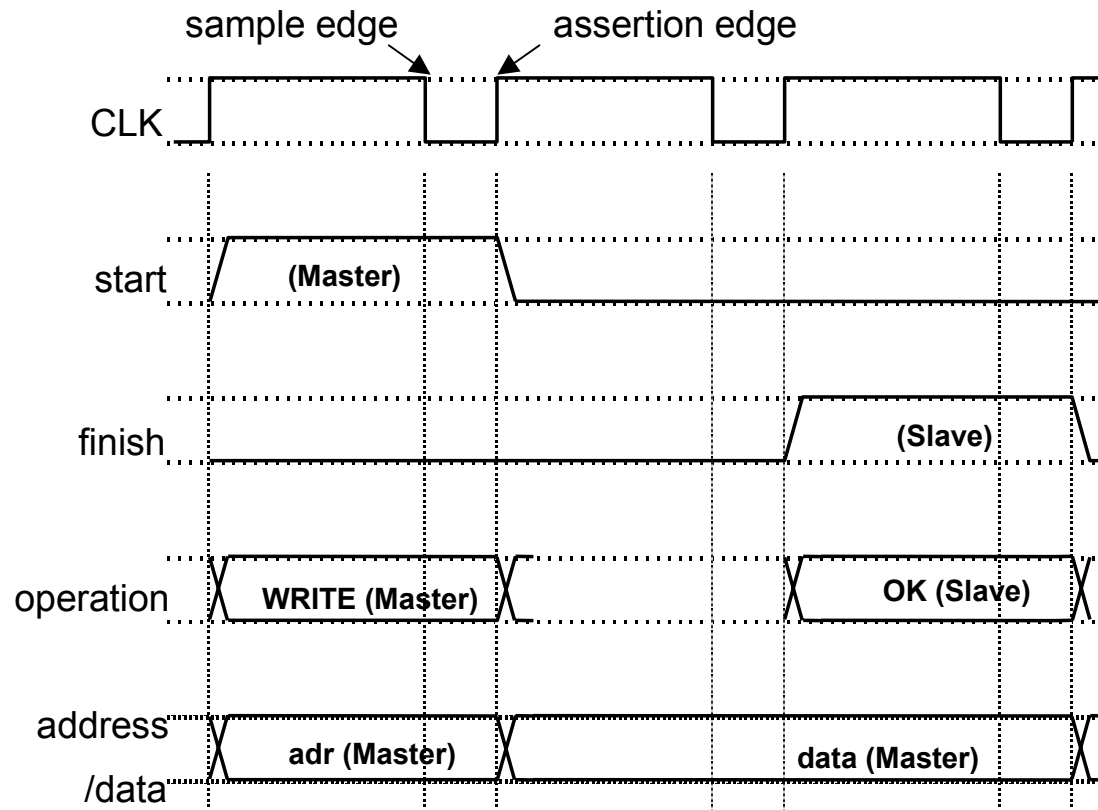 sample edge
assertion edge
CLK
start
(Master)
finish
(Slave)
operation
WRITE (Master)
OK (Slave)
address
/data
adr (Master)
data (Master)